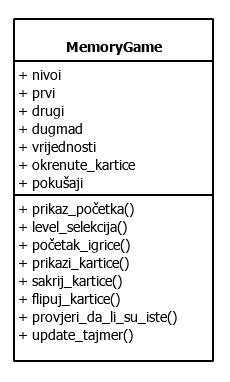 MemoryGame
+ nivoi
+ prvi
+ drugi
+ dugmad
+ vrijednosti
+ okrenute_kartice
+ pokušaji
+ prikaz_početka()
+ level_selekcija()
+ početak_igrice()
+ prikazi_kartice()
+ sakrij_kartice()
+ flipuj_kartice()
+ provjeri_da_li_su_iste()
+ update_tajmer()